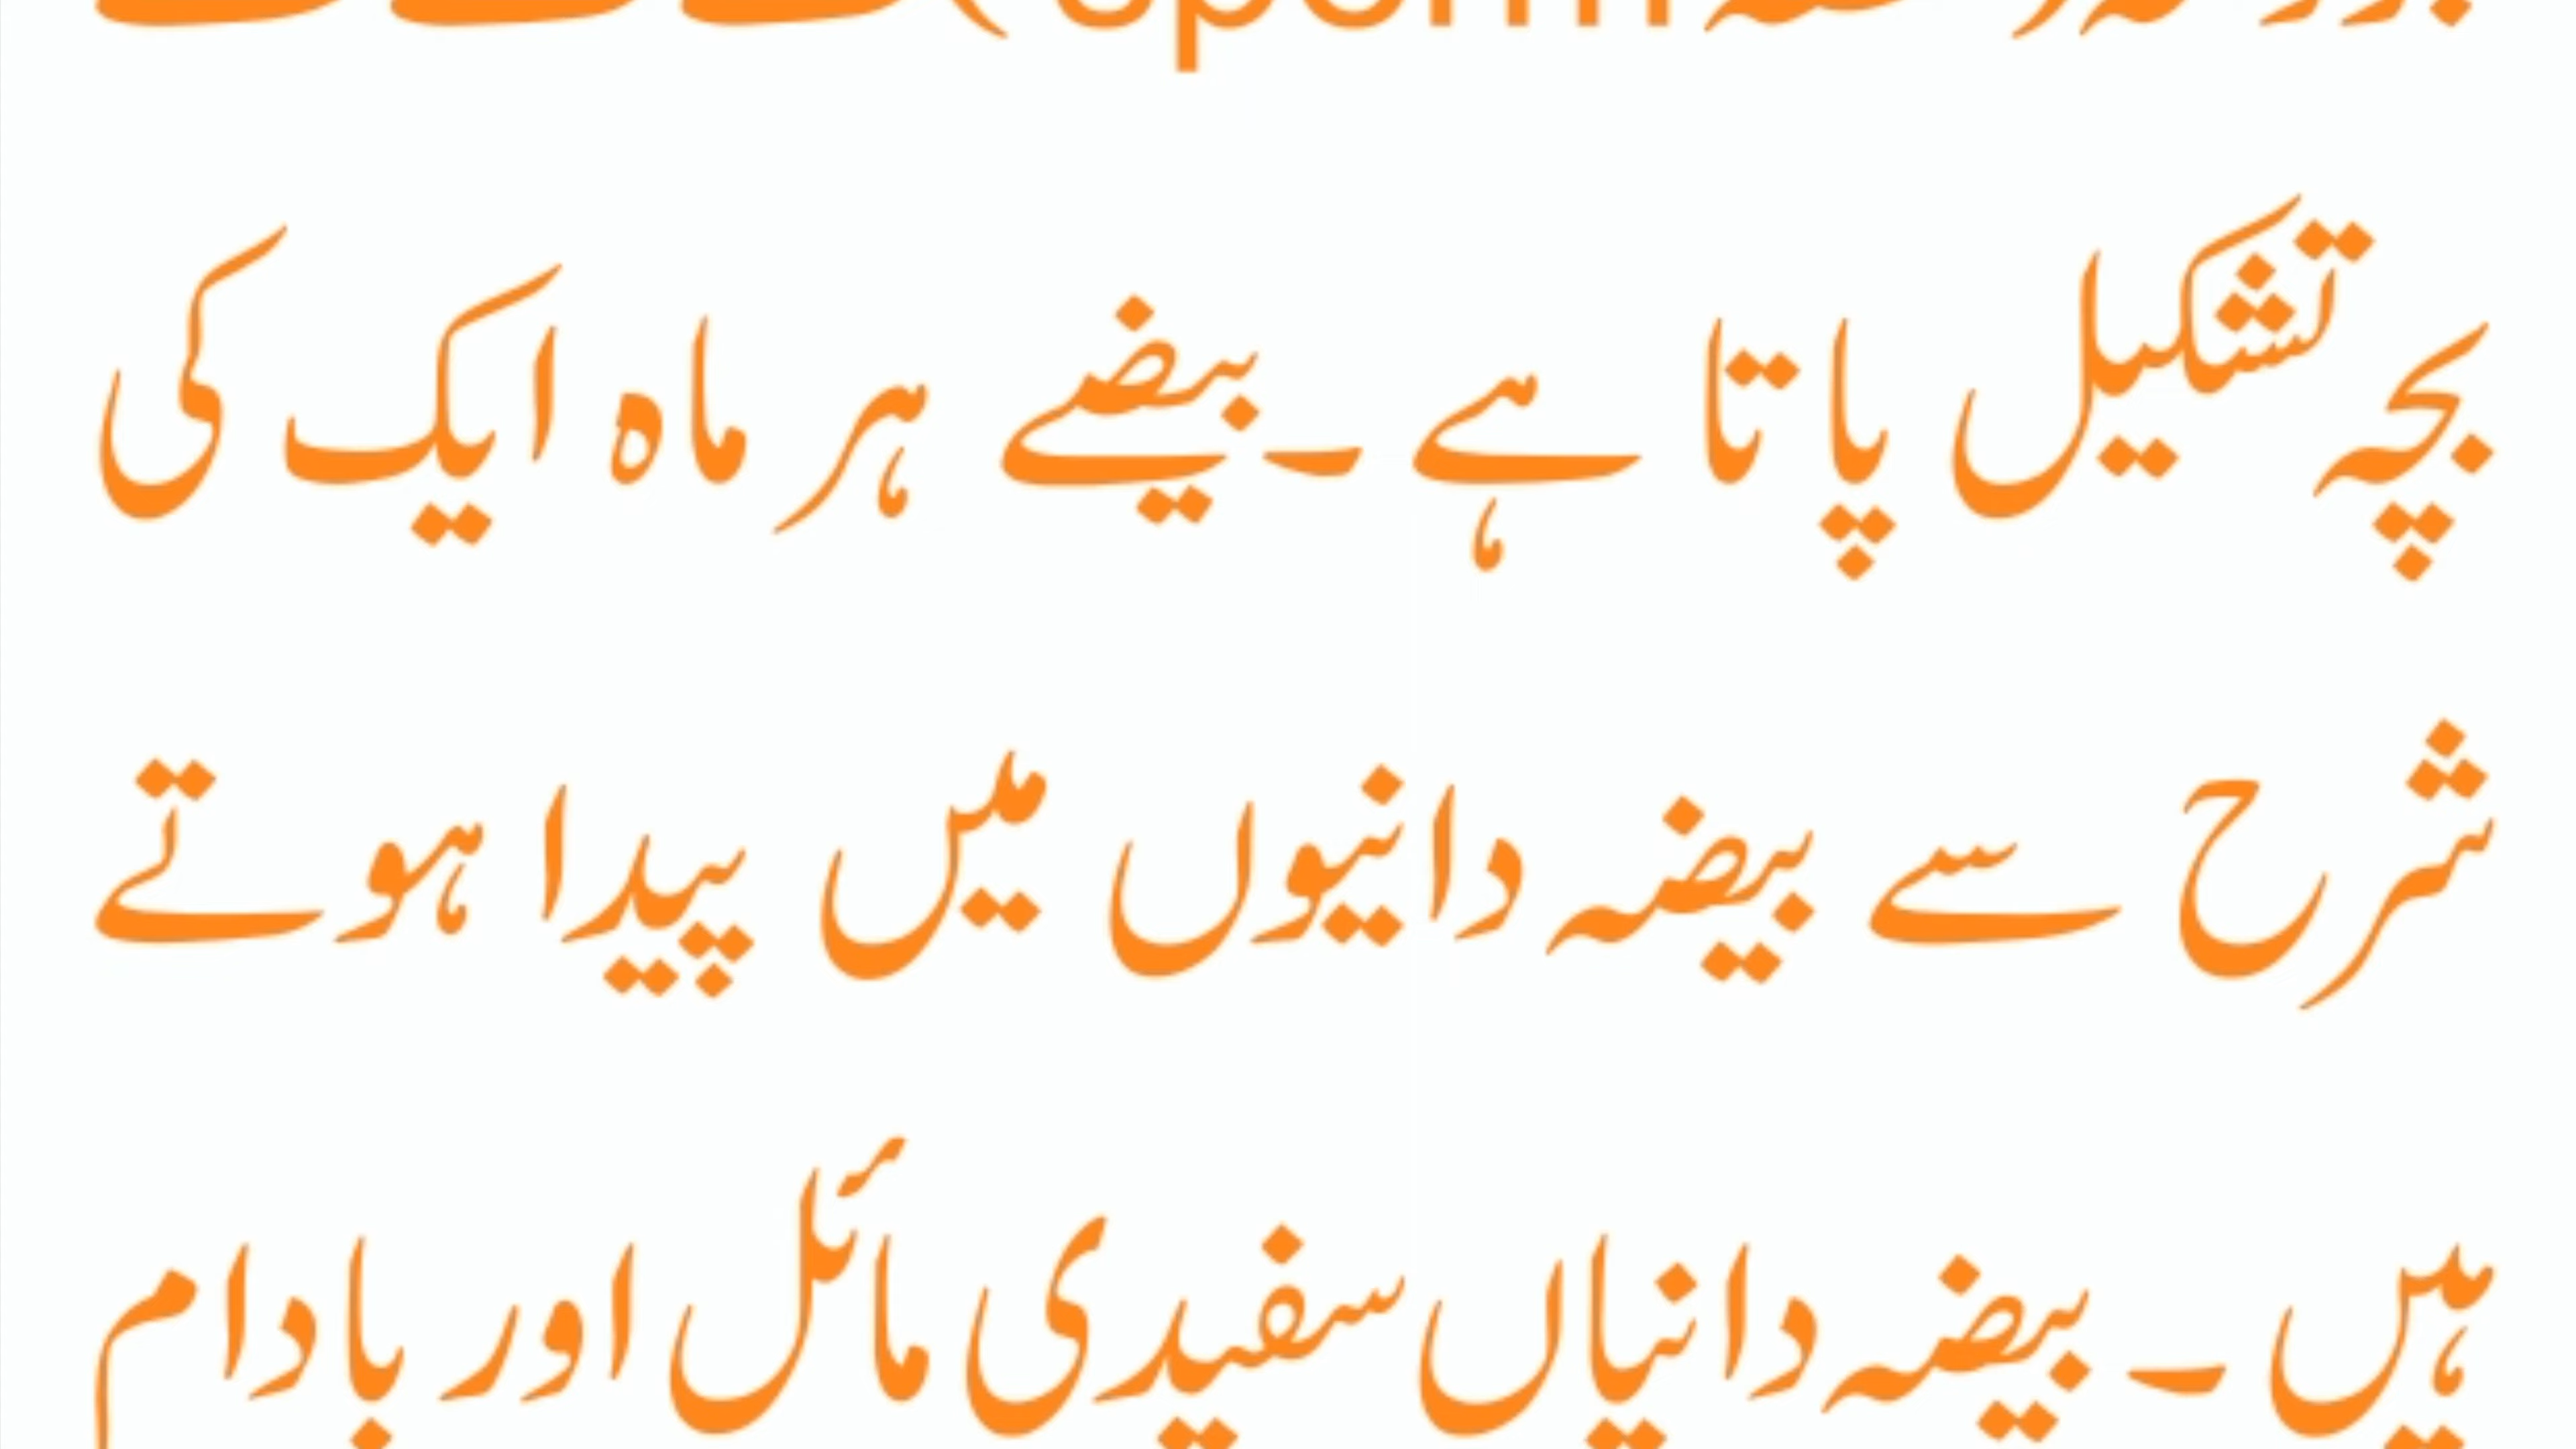 بچہ تشکیل پاتا ہے ۔بیضے ہر ماہ ایک کی
شرح سے بیضہ دانیوں میں پیدا ہوتے
ہیں ۔ بیضہ دانیاں سفیدی مائل اور بادام